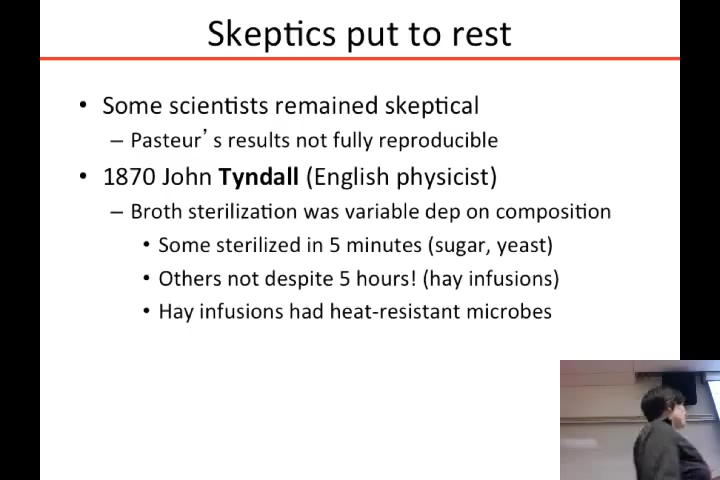 Skeptics put to rest
• Some scientists remained skeptical
– Pasteur's results not fully reproducible
• 1870 John Tyndall (English physicist)
– Broth sterilization was variable dep on composition
• Some sterilized in 5 minutes (sugar, yeast)
• Others not despite 5 hours! (hay infusions)
• Hay infusions had heat-resistant microbes